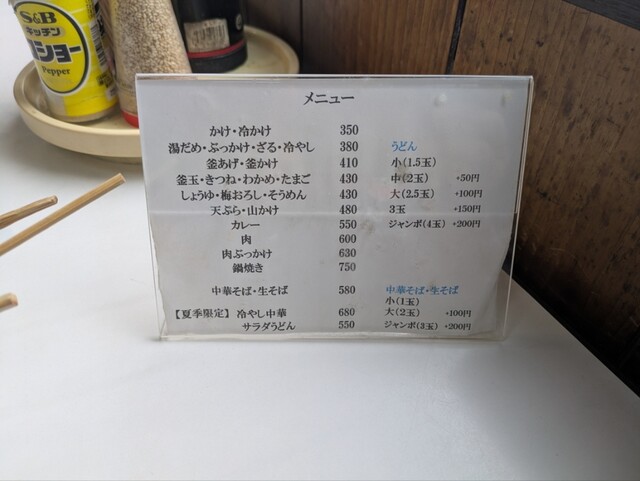 S&B
キッチン
コショー
Pepper
メニュー
かけ・冷かけ 350
湯だめ・ぶっかけ・ざる・冷やし 380
釜あげ・釜かけ 410
釜玉・きつね・わかめ・たまご 430
しょうゆ・梅おろし・そうめん 430
天ぷら・山かけ 480
カレー 550
肉 600
肉ぶっかけ 630
鍋焼き 750
中華そば・生そば 580
【夏季限定】 冷やし中華 680
サラダうどん 550
うどん
小(1.5玉)
中(2玉) +50円
大(2.5玉) +100円
3玉 +150円
ジャンボ(4玉) +200円
中華そば・生そば
小(1玉)
大(2玉) +100円
ジャンボ(3玉) +200円